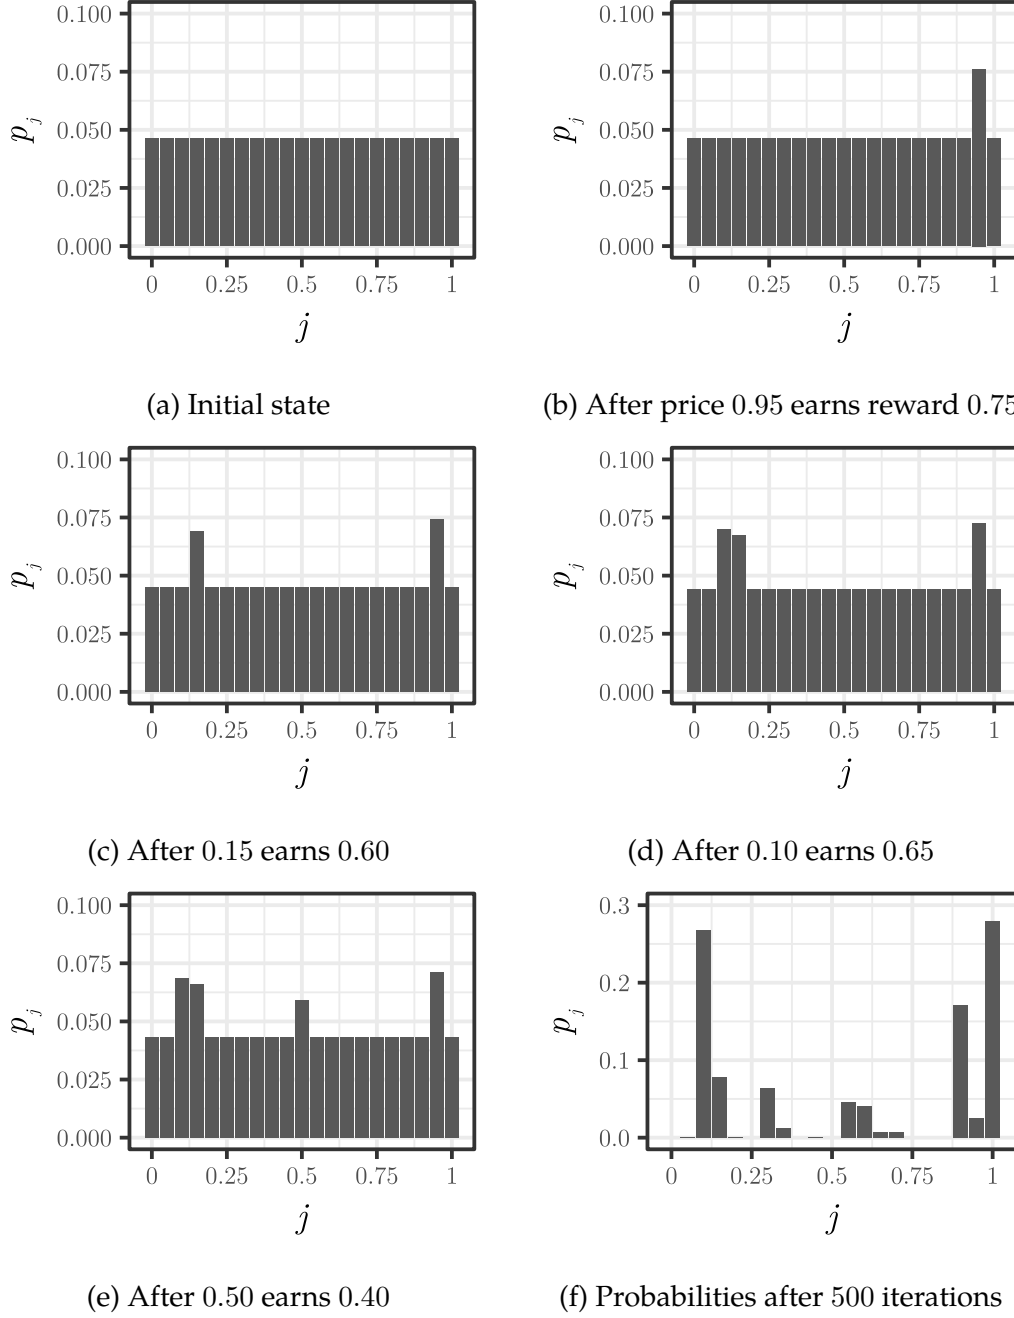 0.100
0.075
0.050
0.025
0.000
p_j
0 0.25 0.5 0.75 1
j
(a) Initial state
0.100
0.075
0.050
0.025
0.000
p_j
0 0.25 0.5 0.75 1
j
(b) After price 0.95 earns reward 0.75
0.100
0.075
0.050
0.025
0.000
p_j
0 0.25 0.5 0.75 1
j
(c) After 0.15 earns 0.60
0.100
0.075
0.050
0.025
0.000
p_j
0 0.25 0.5 0.75 1
j
(d) After 0.10 earns 0.65
0.100
0.075
0.050
0.025
0.000
p_j
0 0.25 0.5 0.75 1
j
(e) After 0.50 earns 0.40
0.3
0.2
0.1
0.0
p_j
0 0.25 0.5 0.75 1
j
(f) Probabilities after 500 iterations